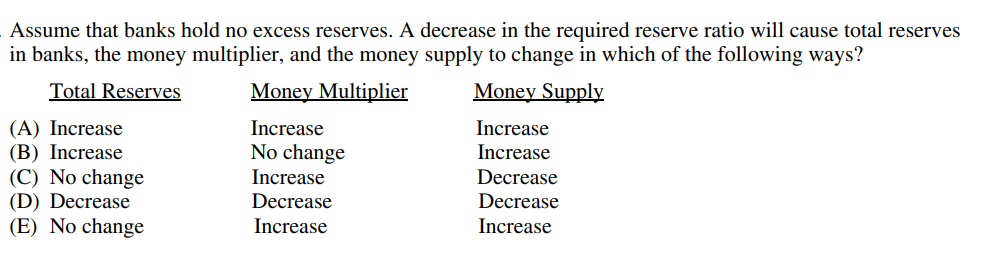 Assume that banks hold no excess reserves. A decrease in the required reserve ratio will cause total reserves
in banks, the money multiplier, and the money supply to change in which of the following ways?
Total Reserves Money Multiplier Money Supply
(A) Increase Increase Increase
(B) Increase No change Increase
(C) No change Increase Decrease
(D) Decrease Decrease Decrease
(E) No change Increase Increase